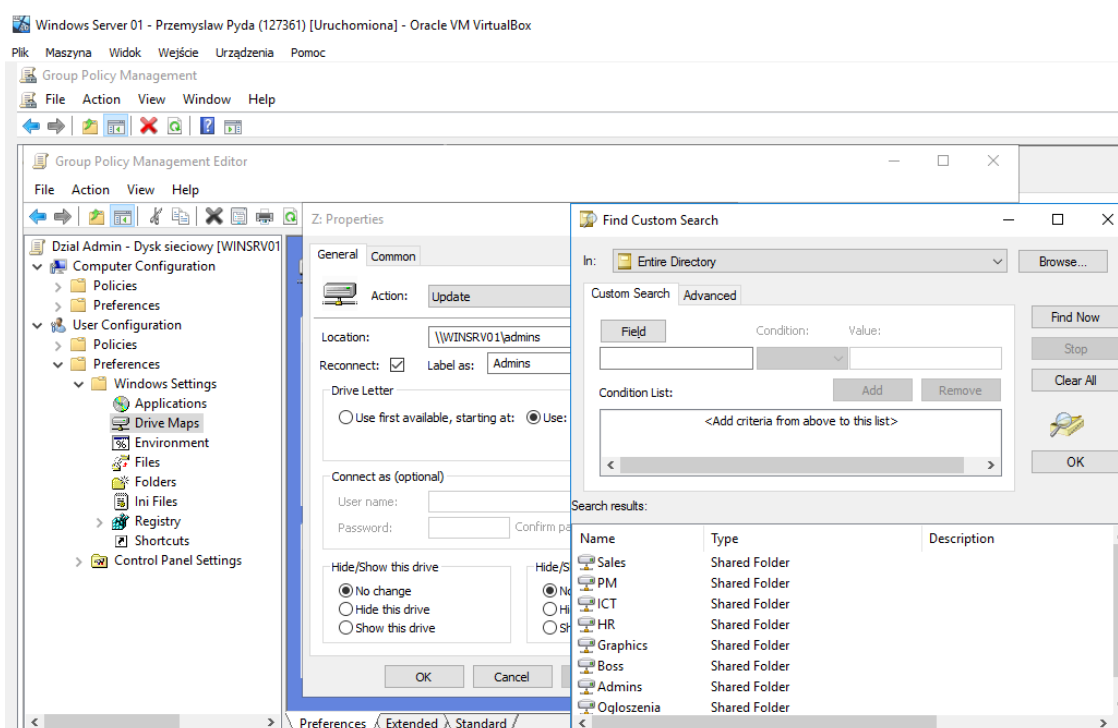 Windows Server 01 - Przemyslaw Pyda (127361) [Uruchomiona] - Oracle VM VirtualBox
Plik Maszyna Widok Wejście Urządzenia Pomoc
Group Policy Management
File Action View Window Help
Group Policy Management Editor
File Action View Help
Dzial Admin - Dysk sieciowy [WINSRV01
Computer Configuration
Policies
Preferences
User Configuration
Policies
Preferences
Windows Settings
Applications
Drive Maps
Environment
Files
Folders
Ini Files
Registry
Shortcuts
Control Panel Settings
Z: Properties
General Common
Action: Update
Location: \\WINSRV01\admins
Reconnect: Label as: Admins
Drive Letter
Use first available, starting at: Use:
Connect as (optional)
User name:
Password: Confirm pa
Hide/Show this drive Hide/S
No change No
Hide this drive Hi
Show this drive Sh
OK Cancel
Preferences Extended Standard
Find Custom Search
In: Entire Directory Browse...
Custom Search Advanced
Field Condition: Value:
Condition List: Add Remove
<Add criteria from above to this list>
Find Now
Stop
Clear All
OK
Search results:
Name Type Description
Sales Shared Folder
PM Shared Folder
ICT Shared Folder
HR Shared Folder
Graphics Shared Folder
Boss Shared Folder
Admins Shared Folder
Ogloszenia Shared Folder